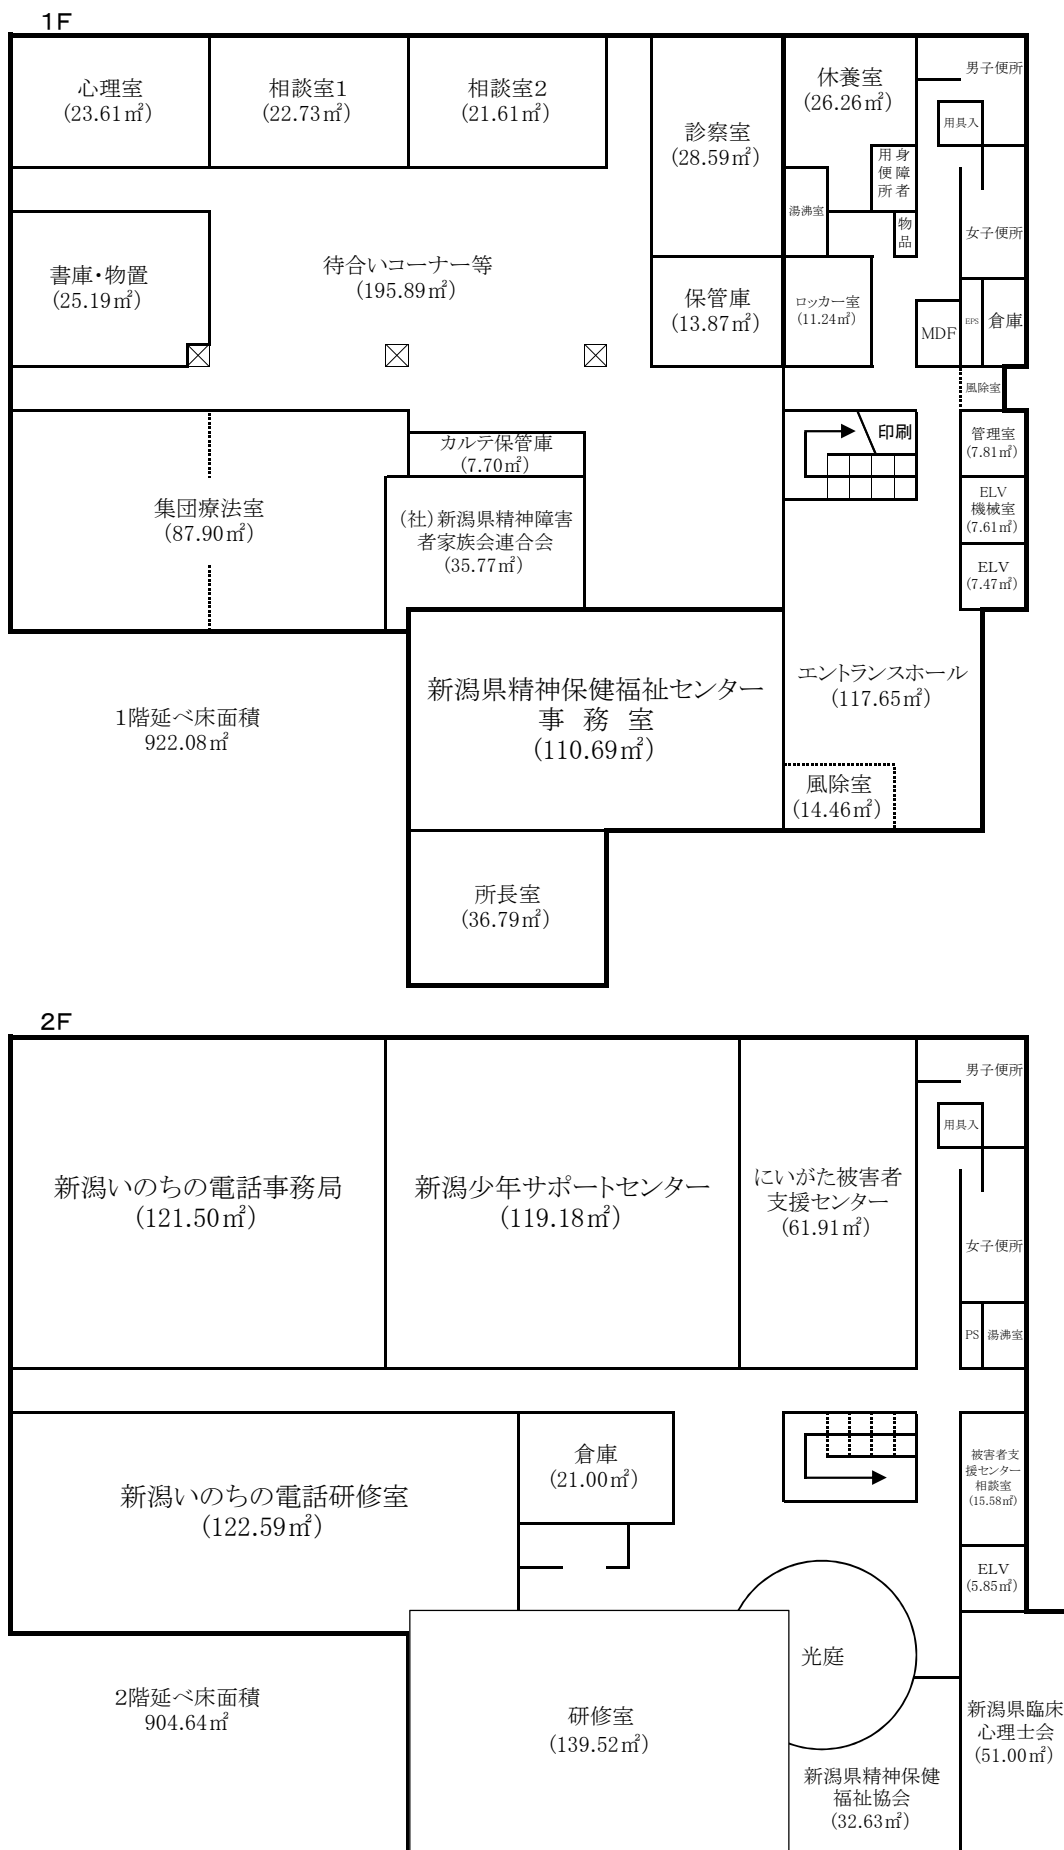 1F
心理室
(23.61㎡)
相談室1
(22.73㎡)
相談室2
(21.61㎡)
診察室
(28.59㎡)
休養室
(26.26㎡)
男子便所
用具入
身障者
用便所
湯沸室
物品
女子便所
書庫・物置
(25.19㎡)
待合いコーナー等
(195.89㎡)
保管庫
(13.87㎡)
ロッカー室
(11.24㎡)
MDF
EPS
倉庫
風除室
カルテ保管庫
(7.70㎡)
印刷
管理室
(7.81㎡)
集団療法室
(87.90㎡)
(社)新潟県精神障害
者家族会連合会
(35.77㎡)
ELV
機械室
(7.61㎡)
ELV
(7.47㎡)
新潟県精神保健福祉センター
事 務 室
(110.69㎡)
エントランスホール
(117.65㎡)
1階延べ床面積
922.08㎡
風除室
(14.46㎡)
所長室
(36.79㎡)
2F
新潟いのちの電話事務局
(121.50㎡)
新潟少年サポートセンター
(119.18㎡)
にいがた被害者
支援センター
(61.91㎡)
男子便所
用具入
女子便所
PS
湯沸室
新潟いのちの電話研修室
(122.59㎡)
倉庫
(21.00㎡)
被害者支
援センター
相談室
(15.58㎡)
ELV
(5.85㎡)
光庭
2階延べ床面積
904.64㎡
研修室
(139.52㎡)
新潟県臨床
心理士会
(51.00㎡)
新潟県精神保健
福祉協会
(32.63㎡)